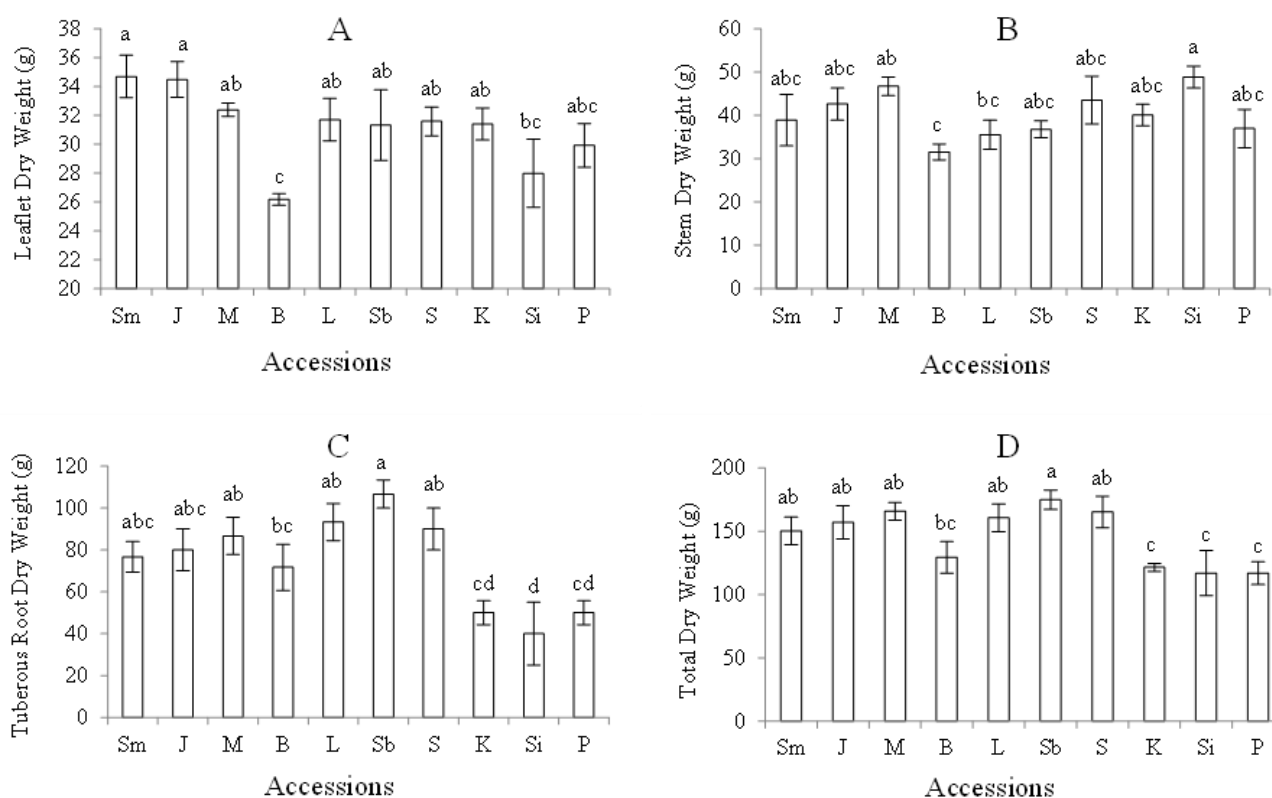 A
Leaflet Dry Weight (g)
38
36
34
32
30
28
26
24
22
20
a a ab c ab ab ab ab bc abc
Sm J M B L Sb S K Si P
Accessions
B
Stem Dry Weight (g)
60
50
40
30
20
10
0
abc abc ab c bc abc abc abc a abc
Sm J M B L Sb S K Si P
Accessions
C
Tuberous Root Dry Weight (g)
120
100
80
60
40
20
0
abc abc ab bc ab a ab cd d cd
Sm J M B L Sb S K Si P
Accessions
D
Total Dry Weight (g)
200
150
100
50
0
ab ab ab bc ab a ab c c c
Sm J M B L Sb S K Si P
Accessions